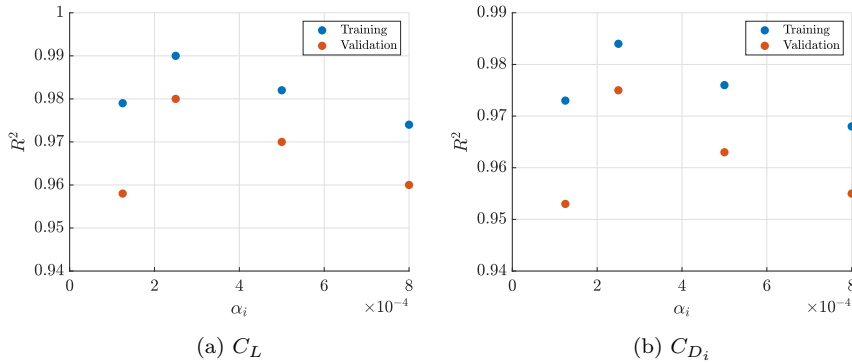 1
0.99
0.98
0.97
0.96
0.95
0.94
R²
0 2 4 6 8
×10⁻⁴
α_i
Training
Validation
(a) C_L
0.99
0.98
0.97
0.96
0.95
0.94
R²
0 2 4 6 8
×10⁻⁴
α_i
Training
Validation
(b) C_{D_i}